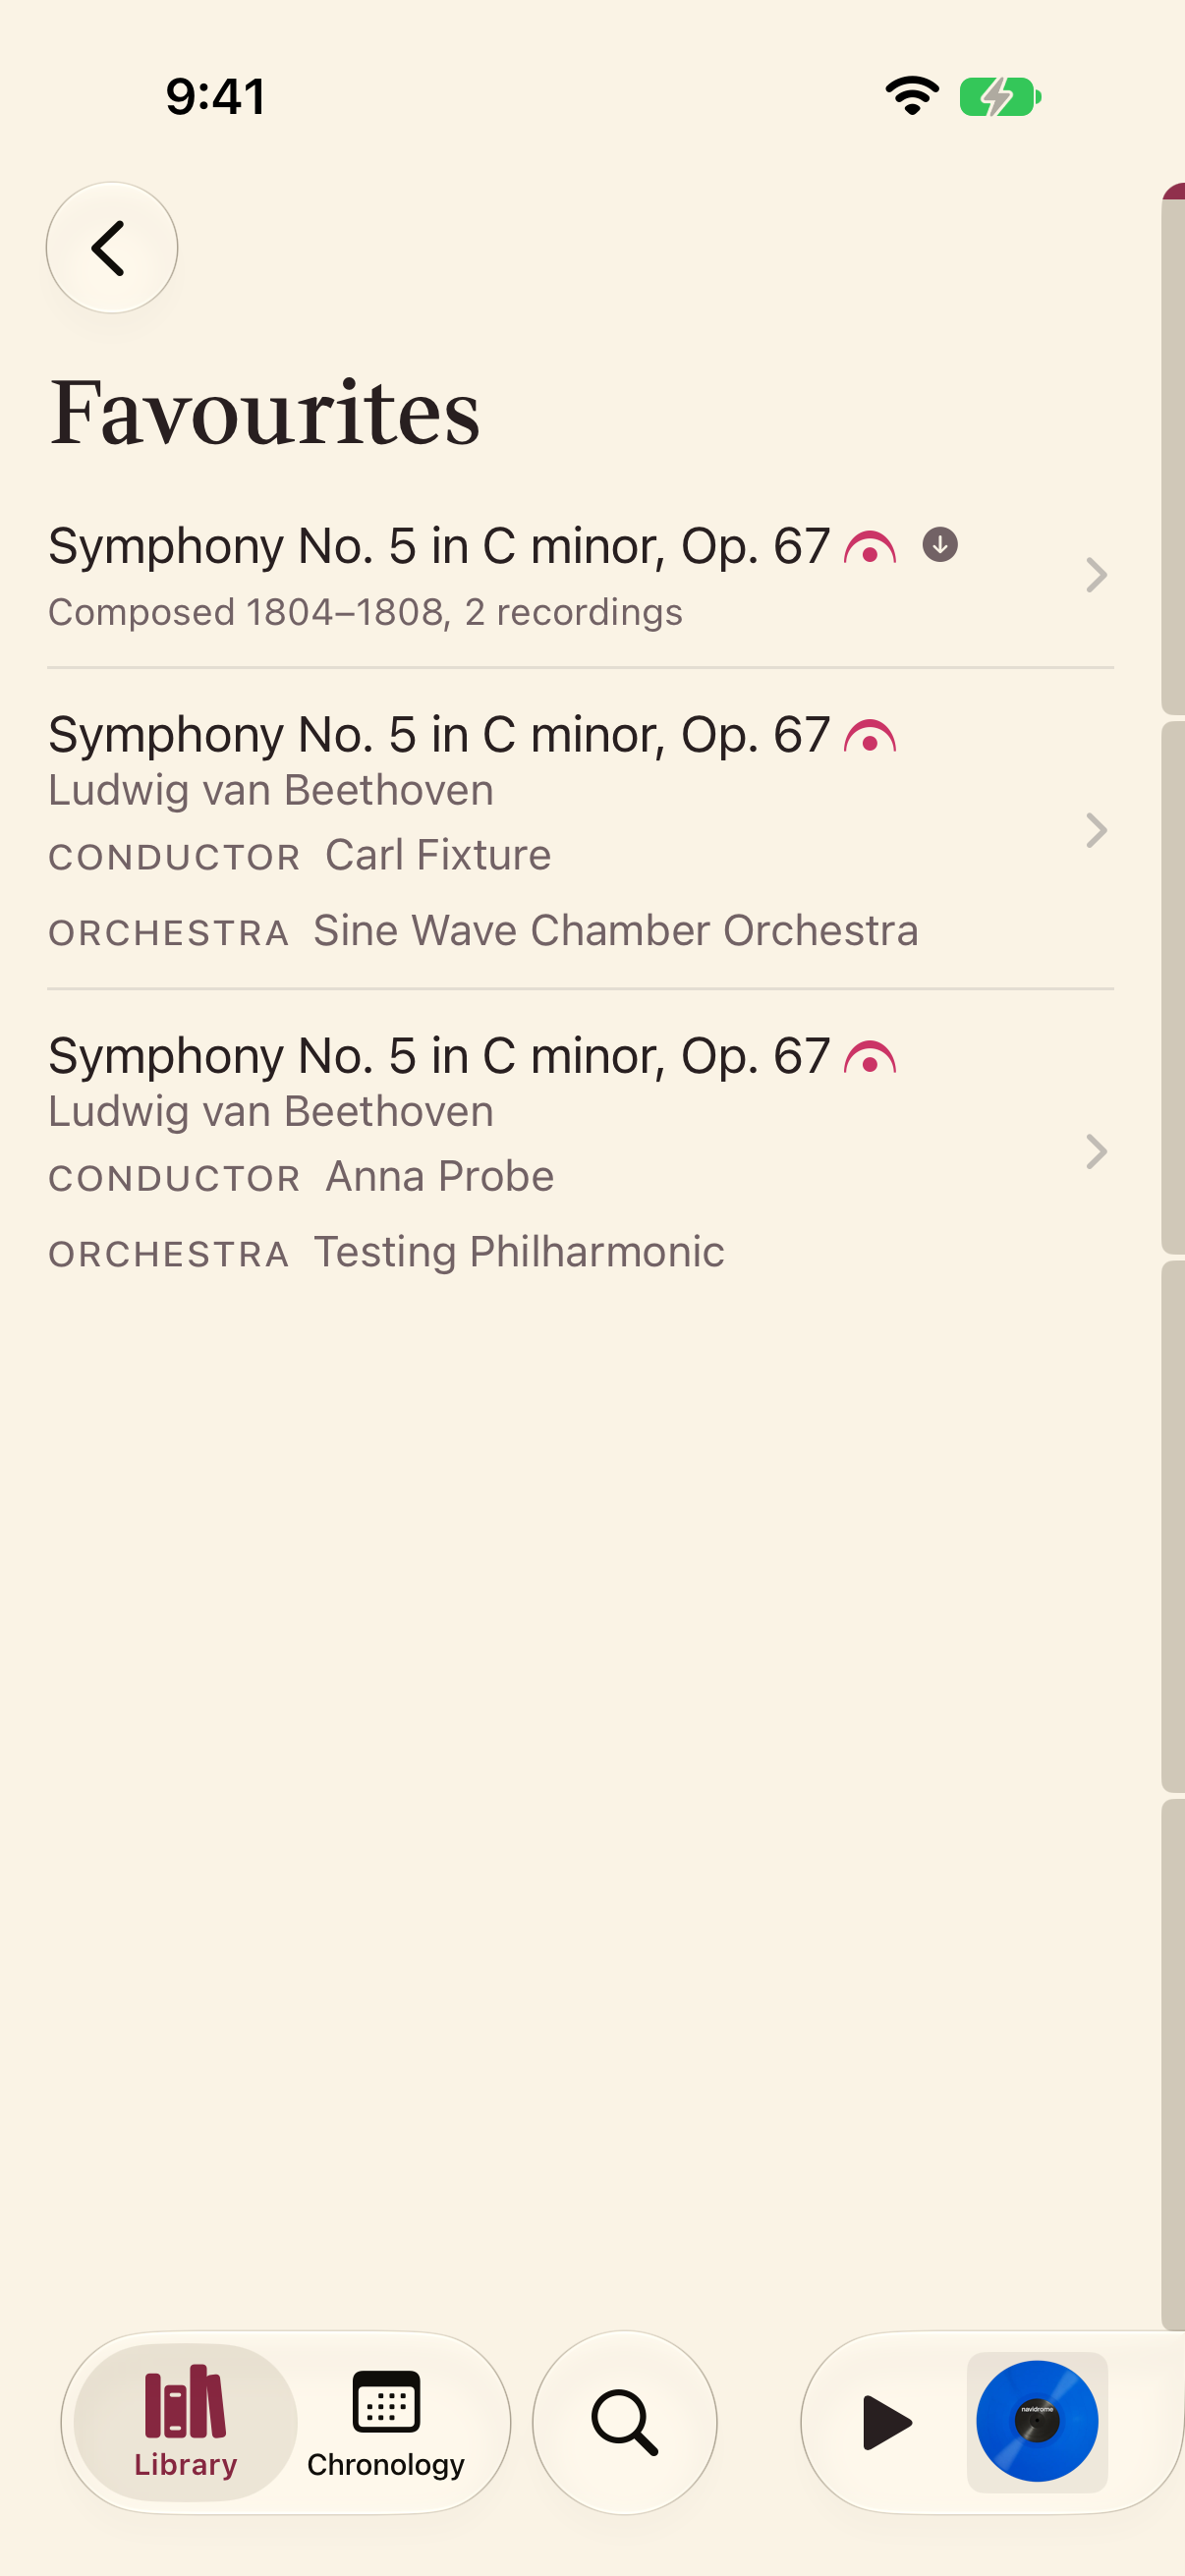 9:41
Favourites
Symphony No. 5 in C minor, Op. 67
Composed 1804–1808, 2 recordings
Symphony No. 5 in C minor, Op. 67
Ludwig van Beethoven
CONDUCTOR Carl Fixture
ORCHESTRA Sine Wave Chamber Orchestra
Symphony No. 5 in C minor, Op. 67
Ludwig van Beethoven
CONDUCTOR Anna Probe
ORCHESTRA Testing Philharmonic
navidrome
Library
Chronology